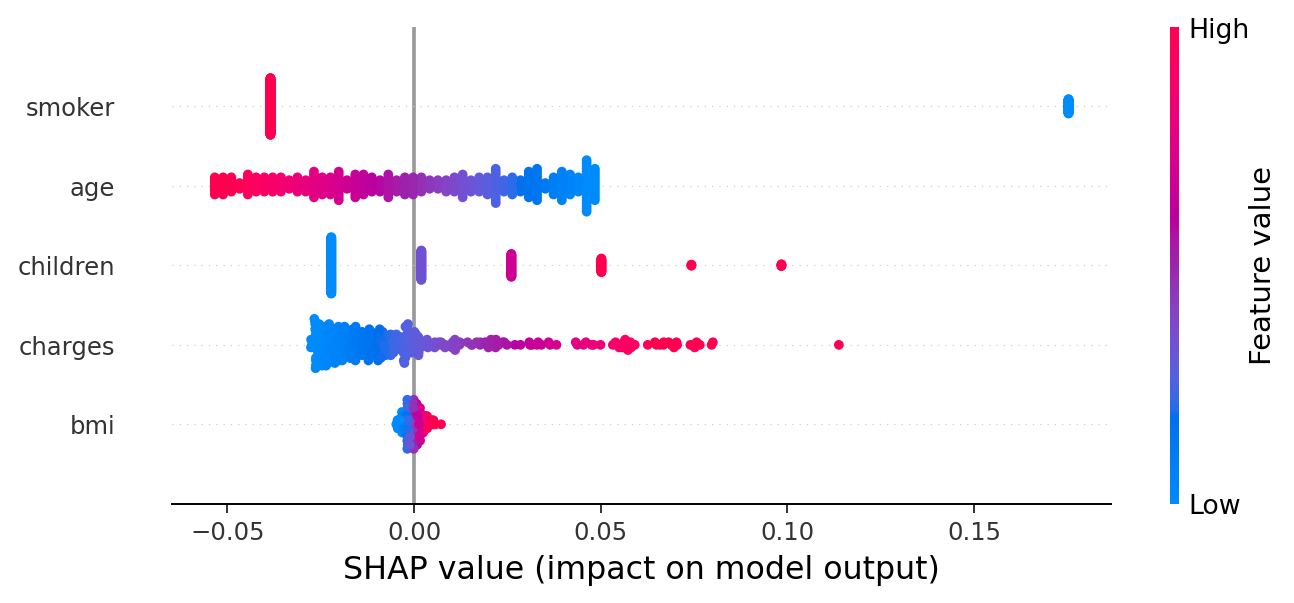 High
smoker
age
children
charges
bmi
Feature value
Low
−0.05
0.00
0.05
0.10
0.15
SHAP value (impact on model output)